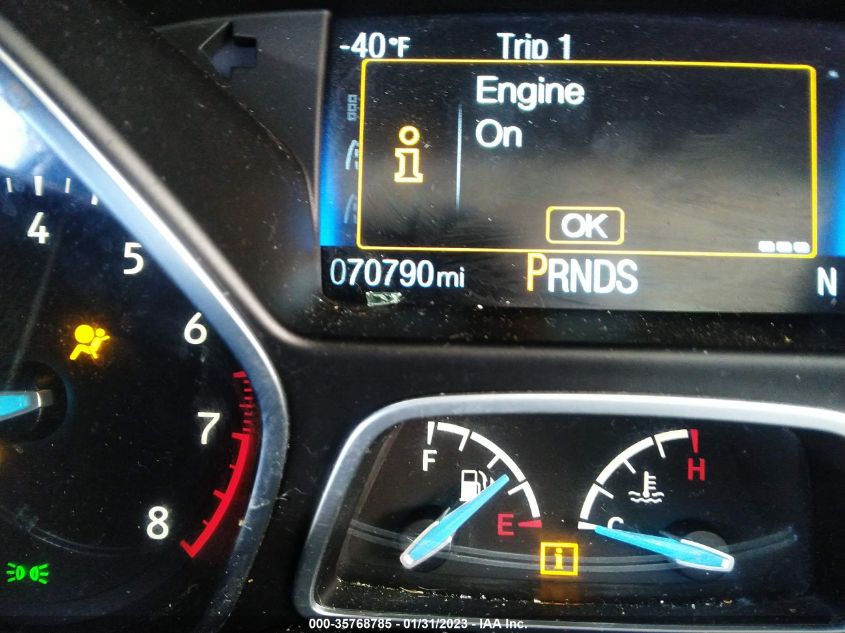 -40°F Trip 1
Engine
On
OK
070790mi PRNDS N
4
5
6
7
8
F
E
H
C
i
000-35768785 - 01/31/2023 - IAA Inc.